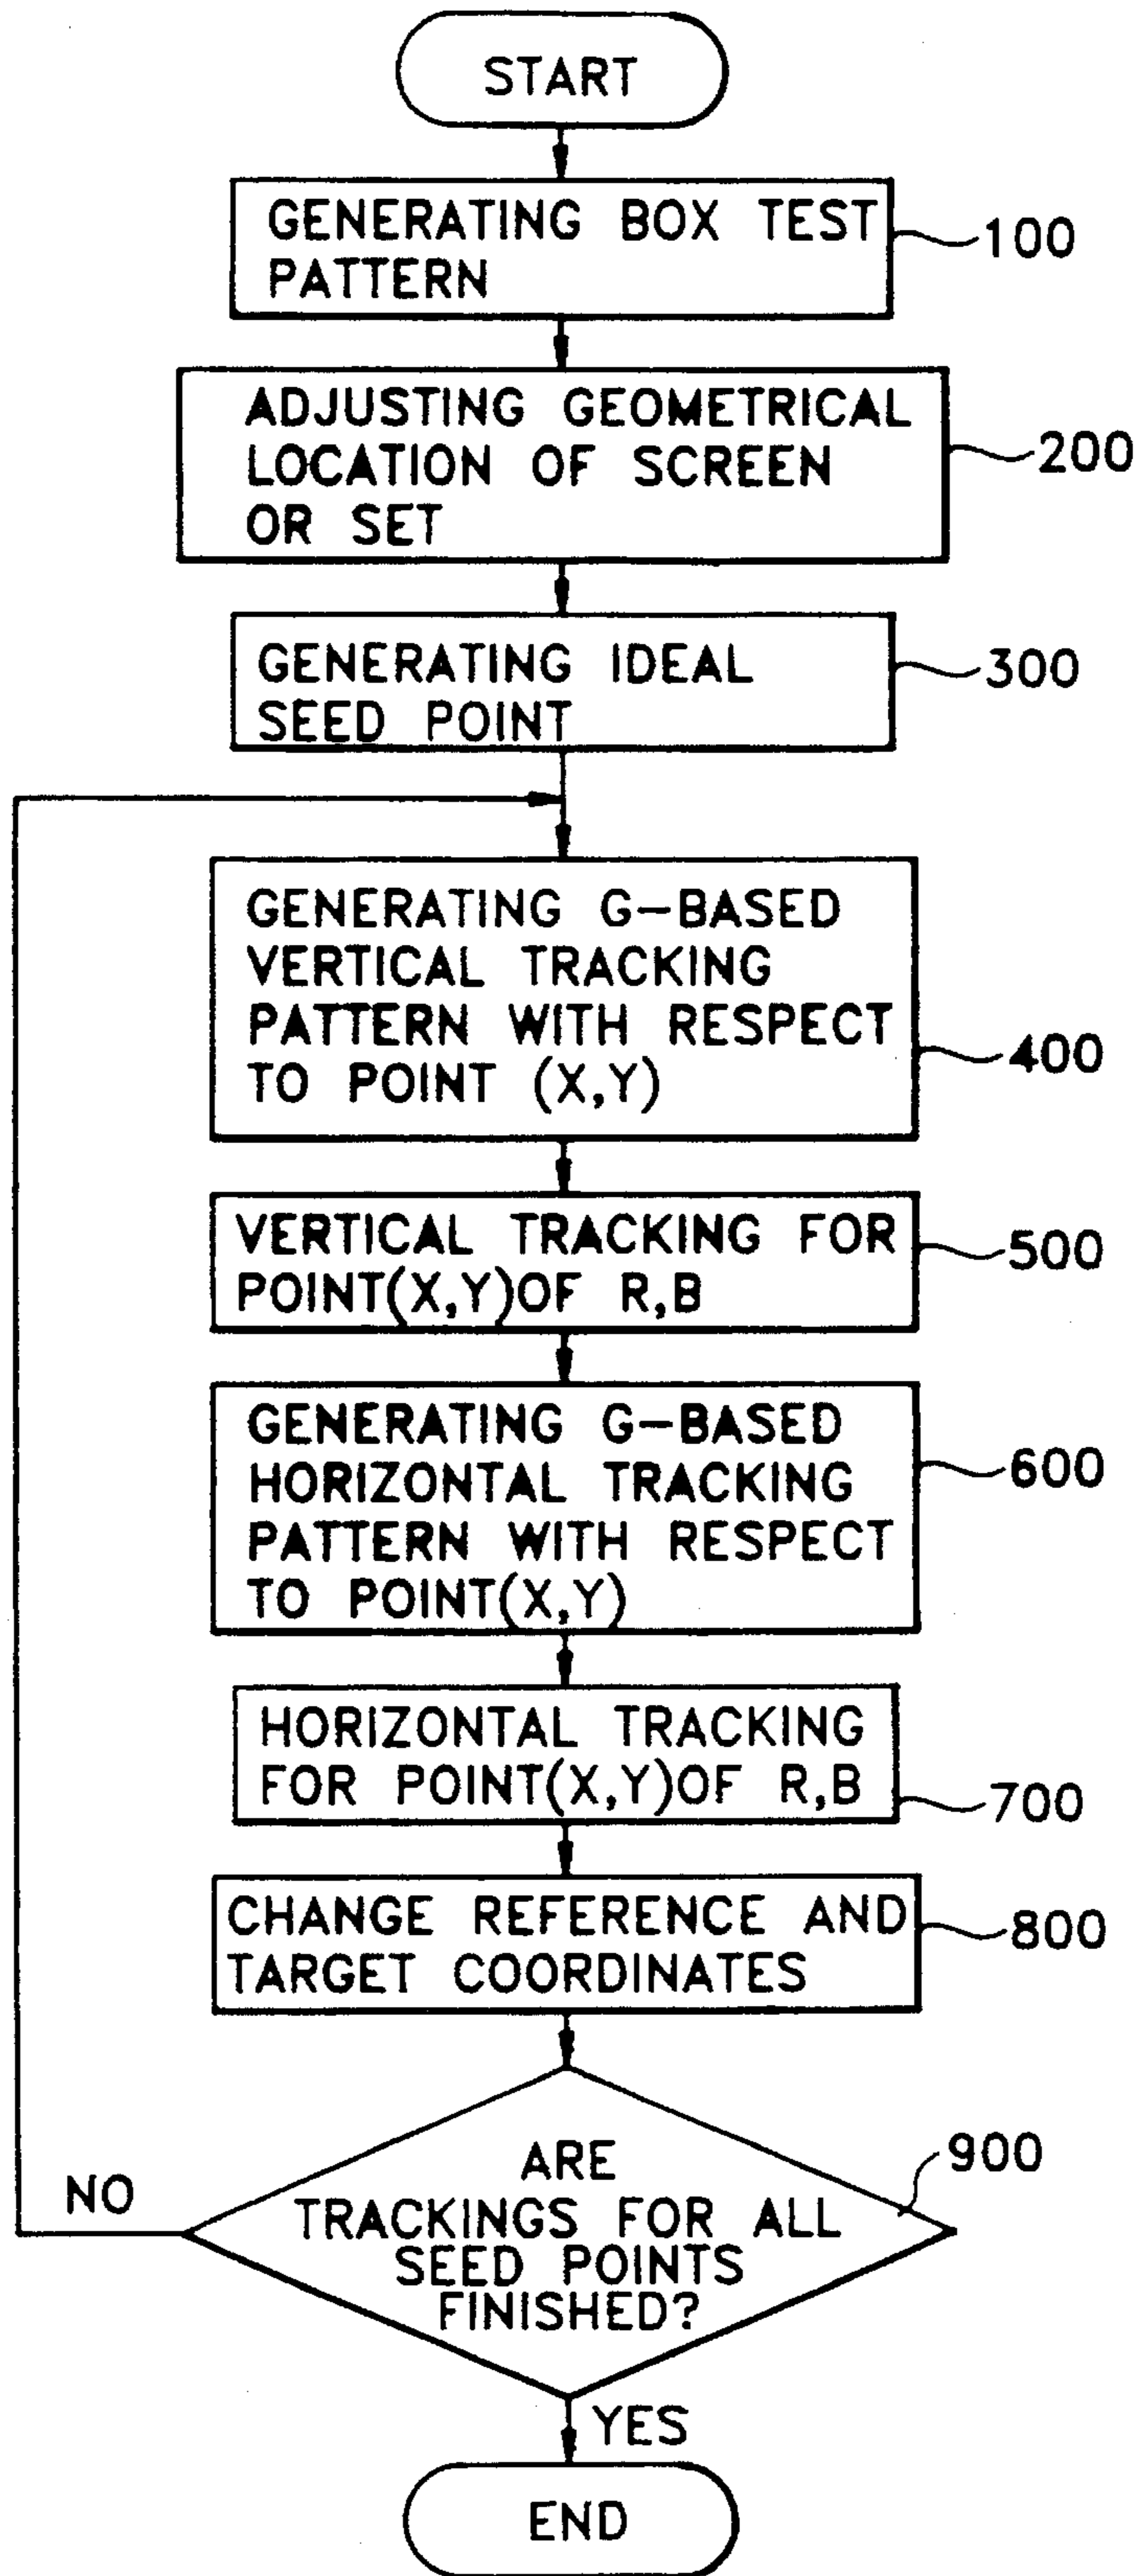 START
GENERATING BOX TEST
PATTERN
100
ADJUSTING GEOMETRICAL
LOCATION OF SCREEN
OR SET
200
GENERATING IDEAL
SEED POINT
300
GENERATING G-BASED
VERTICAL TRACKING
PATTERN WITH RESPECT
TO POINT (X,Y)
400
VERTICAL TRACKING FOR
POINT(X,Y)OF R,B
500
GENERATING G-BASED
HORIZONTAL TRACKING
PATTERN WITH RESPECT
TO POINT(X,Y)
600
HORIZONTAL TRACKING
FOR POINT(X,Y)OF R,B
700
CHANGE REFERENCE AND
TARGET COORDINATES
800
ARE
TRACKINGS FOR ALL
SEED POINTS
FINISHED?
900
NO
YES
END